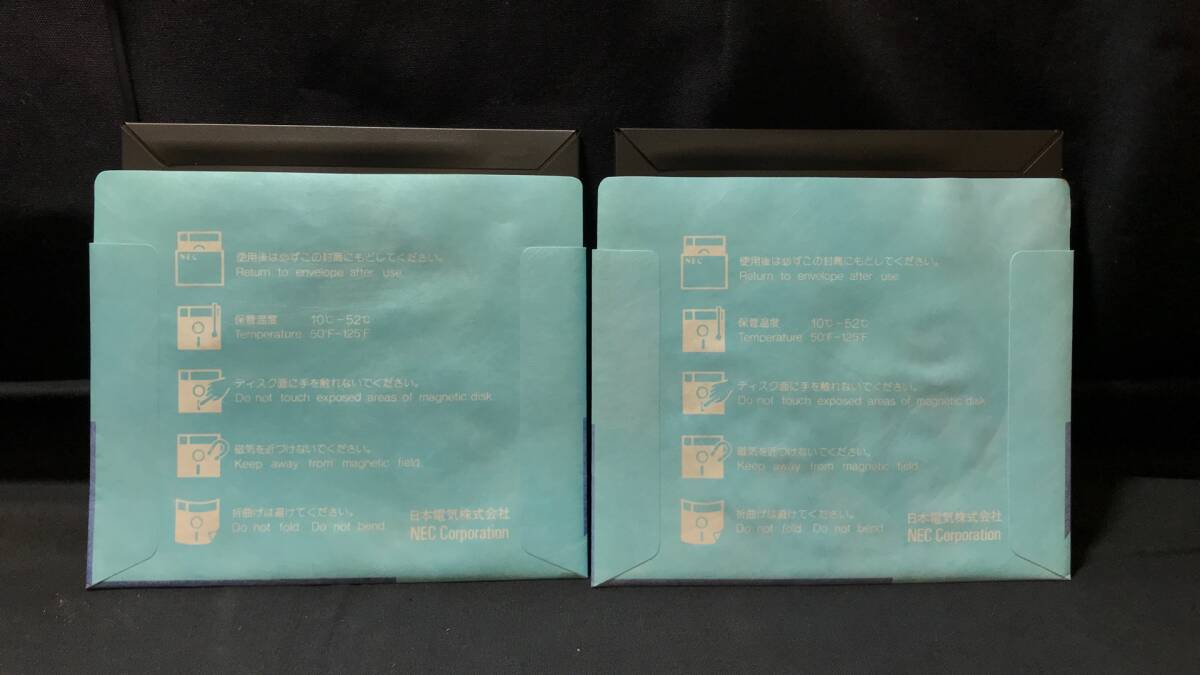 NEC
使用後は必ずこの封筒にもどしてください。
Return to envelope after use.
保管温度 10℃-52℃
Temperature 50°F-125°F
ディスク面に手を触れないでください。
Do not touch exposed areas of magnetic disk.
磁気を近づけないでください。
Keep away from magnetic field.
折曲げは避けてください。
Do not fold. Do not bend.
日本電気株式会社
NEC Corporation
NEC
使用後は必ずこの封筒にもどしてください。
Return to envelope after use.
保管温度 10℃-52℃
Temperature 50°F-125°F
ディスク面に手を触れないでください。
Do not touch exposed areas of magnetic disk.
磁気を近づけないでください。
Keep away from magnetic field.
折曲げは避けてください。
Do not fold. Do not bend.
日本電気株式会社
NEC Corporation